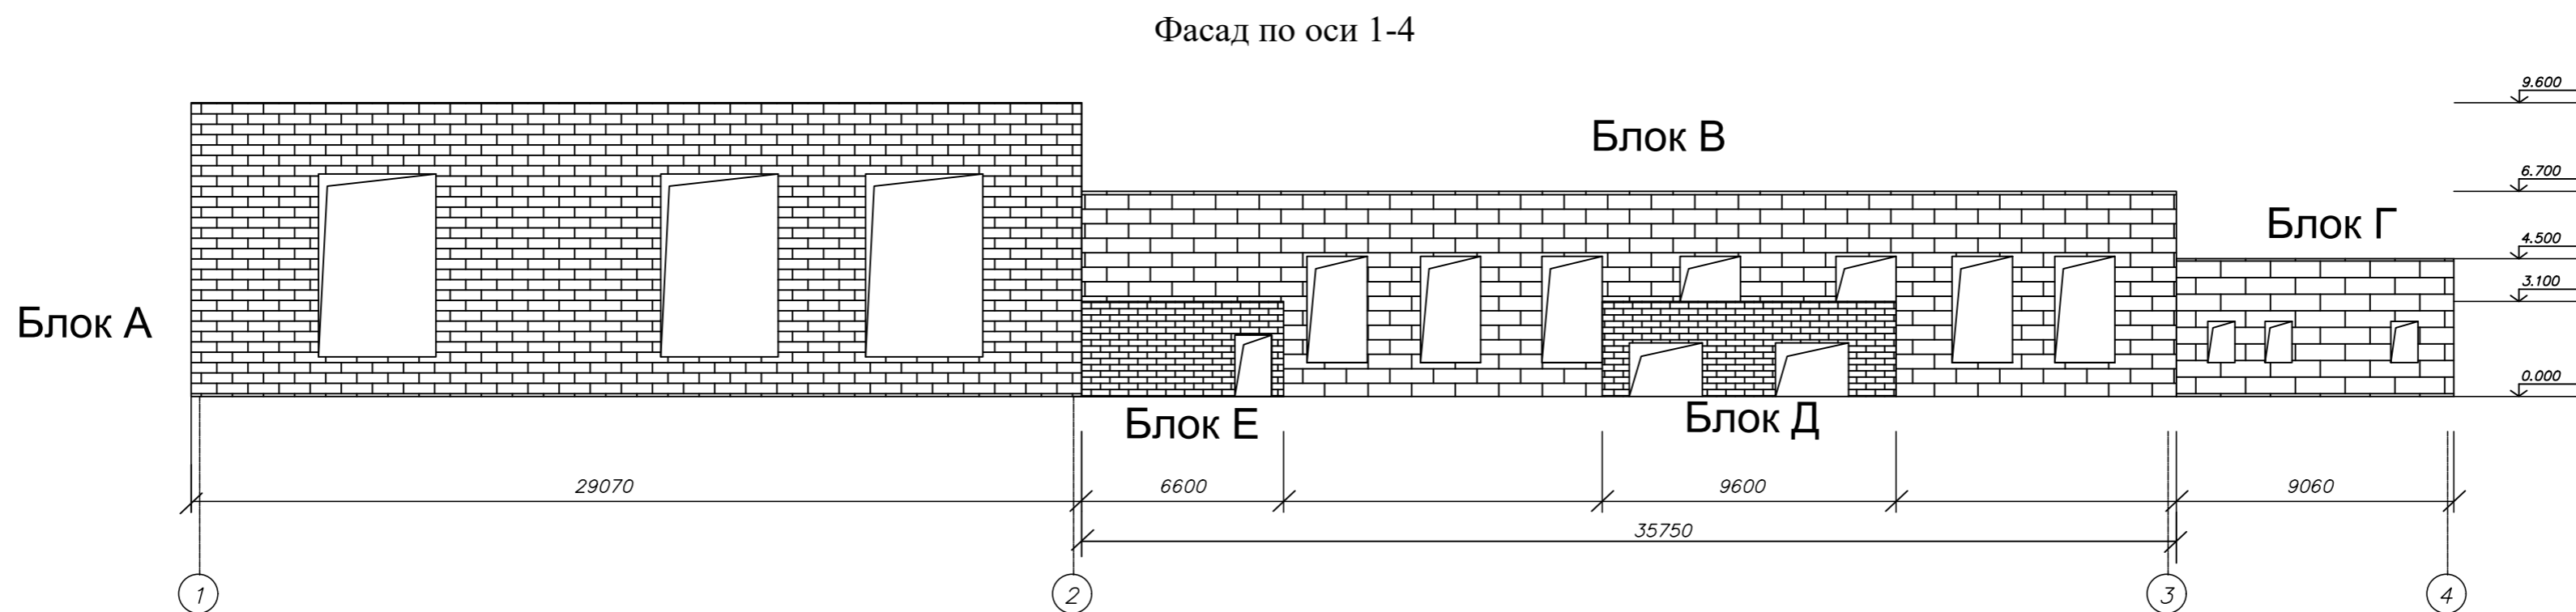 Фасад по оси 1-4
9.600
Блок В
6.700
Блок Г
4.500
3.100
Блок А
0.000
Блок Е
Блок Д
29070
6600
9600
9060
35750
1
2
3
4